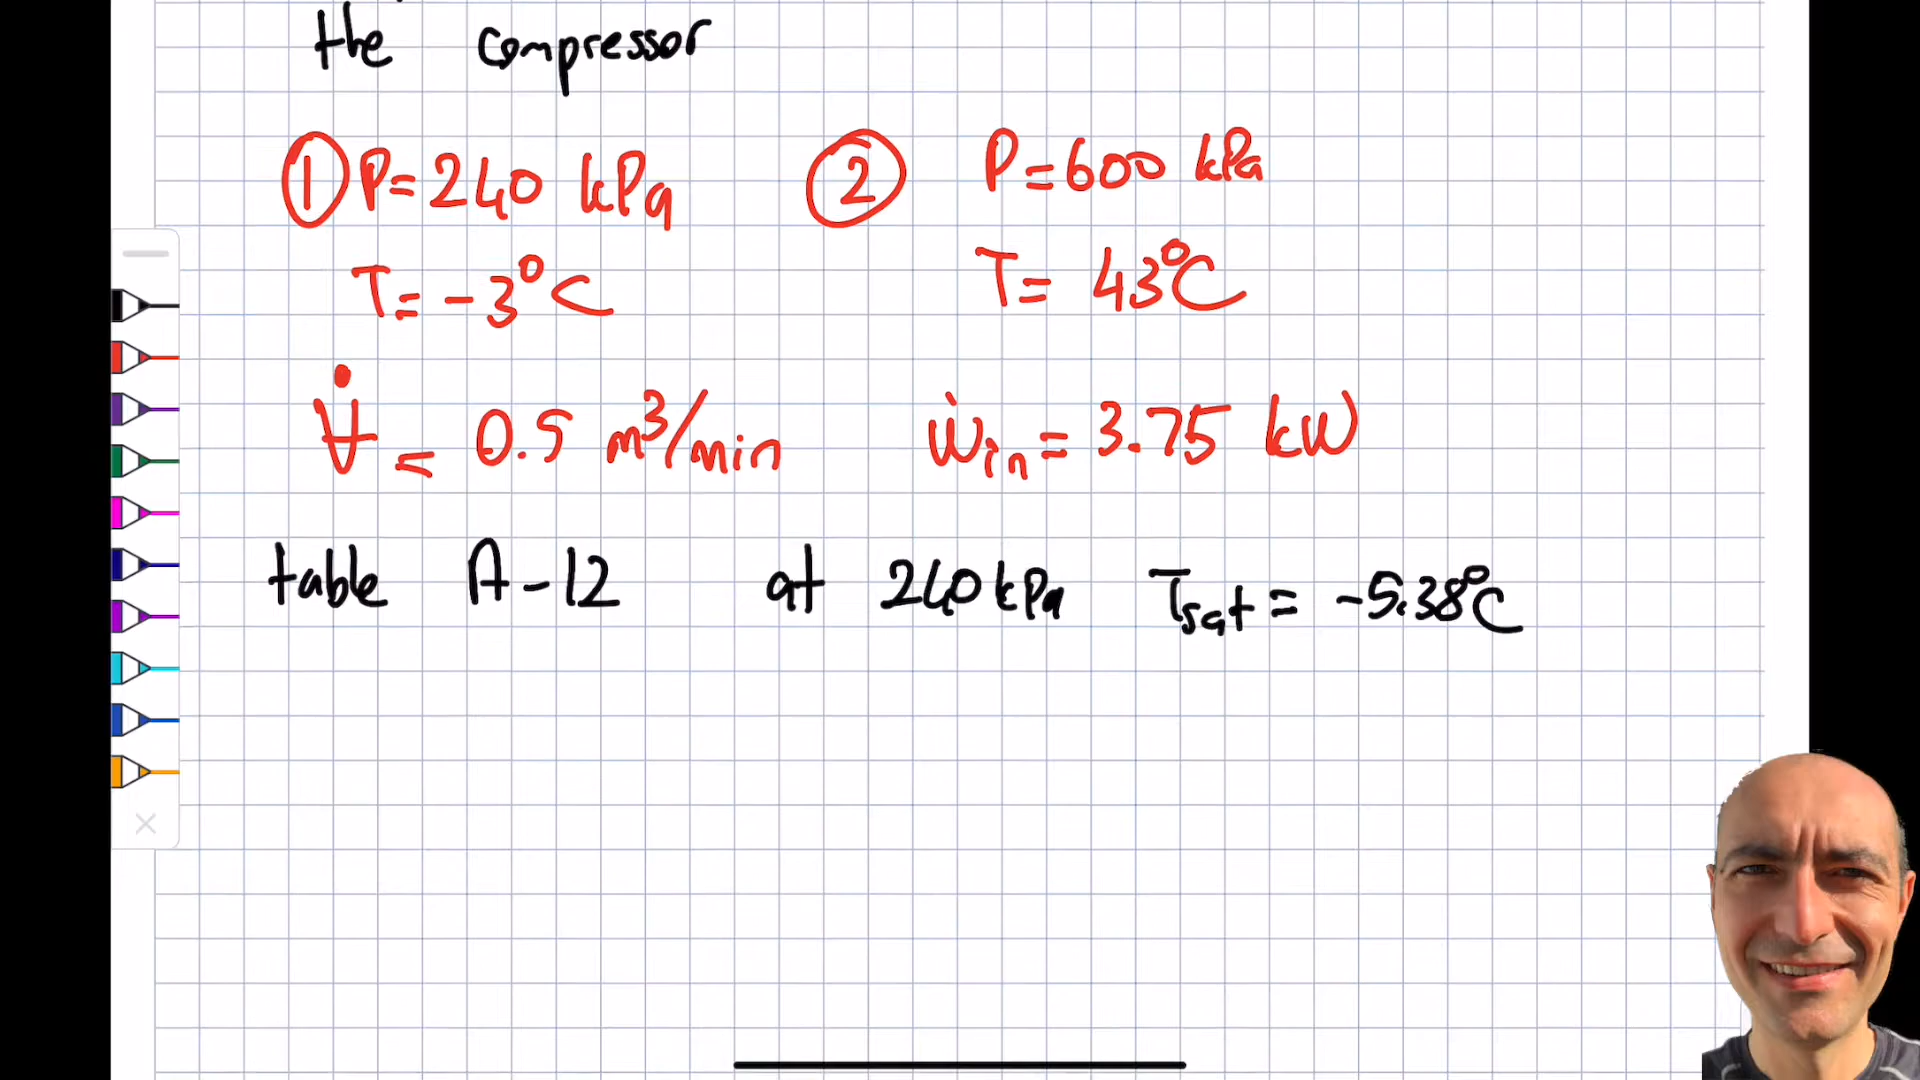 the compressor
① P=240 kPa ② P=600 kPa
T=-3°C T= 43°C
V̇ = 0.5 m³/min Ẇin = 3.75 kW
table A-12 at 240 kPa Tsat = -5.38°C